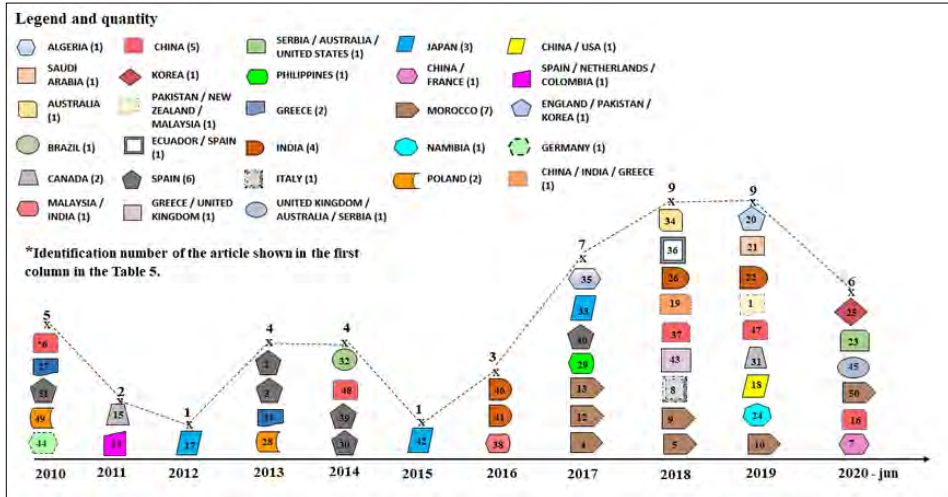 Legend and quantity
ALGERIA (1)
CHINA (5)
SERBIA / AUSTRALIA /
UNITED STATES (1)
JAPAN (3)
CHINA / USA (1)
SAUDI
ARABIA (1)
KOREA (1)
PHILIPPINES (1)
CHINA /
FRANCE (1)
SPAIN / NETHERLANDS /
COLOMBIA (1)
AUSTRALIA
(1)
PAKISTAN / NEW
ZEALAND /
MALAYSIA (1)
GREECE (2)
MOROCCO (7)
ENGLAND / PAKISTAN /
KOREA (1)
BRAZIL (1)
ECUADOR / SPAIN
(1)
INDIA (4)
NAMIBIA (1)
GERMANY (1)
CANADA (2)
SPAIN (6)
ITALY (1)
POLAND (2)
CHINA / INDIA / GREECE
(1)
MALAYSIA /
INDIA (1)
GREECE / UNITED
KINGDOM (1)
UNITED KINGDOM /
AUSTRALIA / SERBIA (1)
*Identification number of the article shown in the first
column in the Table 5.
5
x
*6
27
51
49
44
2
x
15
14
1
x
17
4
x
2
3
28
4
x
32
48
39
30
1
x
42
3
x
46
41
38
7
x
35
33
40
29
13
12
4
9
x
34
36
26
19
37
43
8
9
5
9
x
20
21
22
1
47
31
18
24
10
6
x
25
23
45
50
16
7
2010
2011
2012
2013
2014
2015
2016
2017
2018
2019
2020 - jun